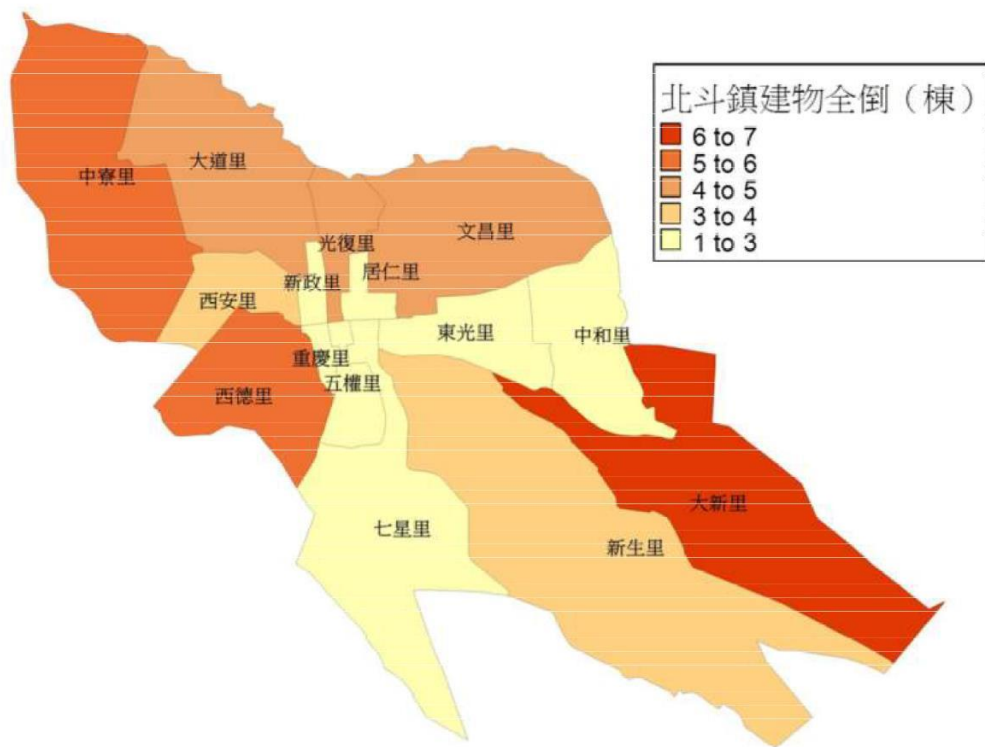 北斗鎮建物全倒（棟）
6 to 7
5 to 6
4 to 5
3 to 4
1 to 3
大道里
中寮里
文昌里
光復里
居仁里
新政里
西安里
東光里
中和里
重慶里
五權里
西德里
大新里
七星里
新生里